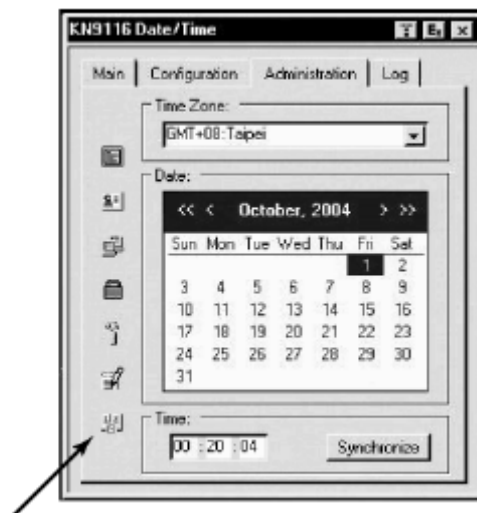 KN9116 Date/Time
Main Configuration Administration Log
Time Zone:
GMT+08:Taipei
Date:
<< < October, 2004 > >>
Sun Mon Tue Wed Thu Fri Sat
1 2
3 4 5 6 7 8 9
10 11 12 13 14 15 16
17 18 19 20 21 22 23
24 25 26 27 28 29 30
31
Time:
00 : 20 : 04 Synchronize